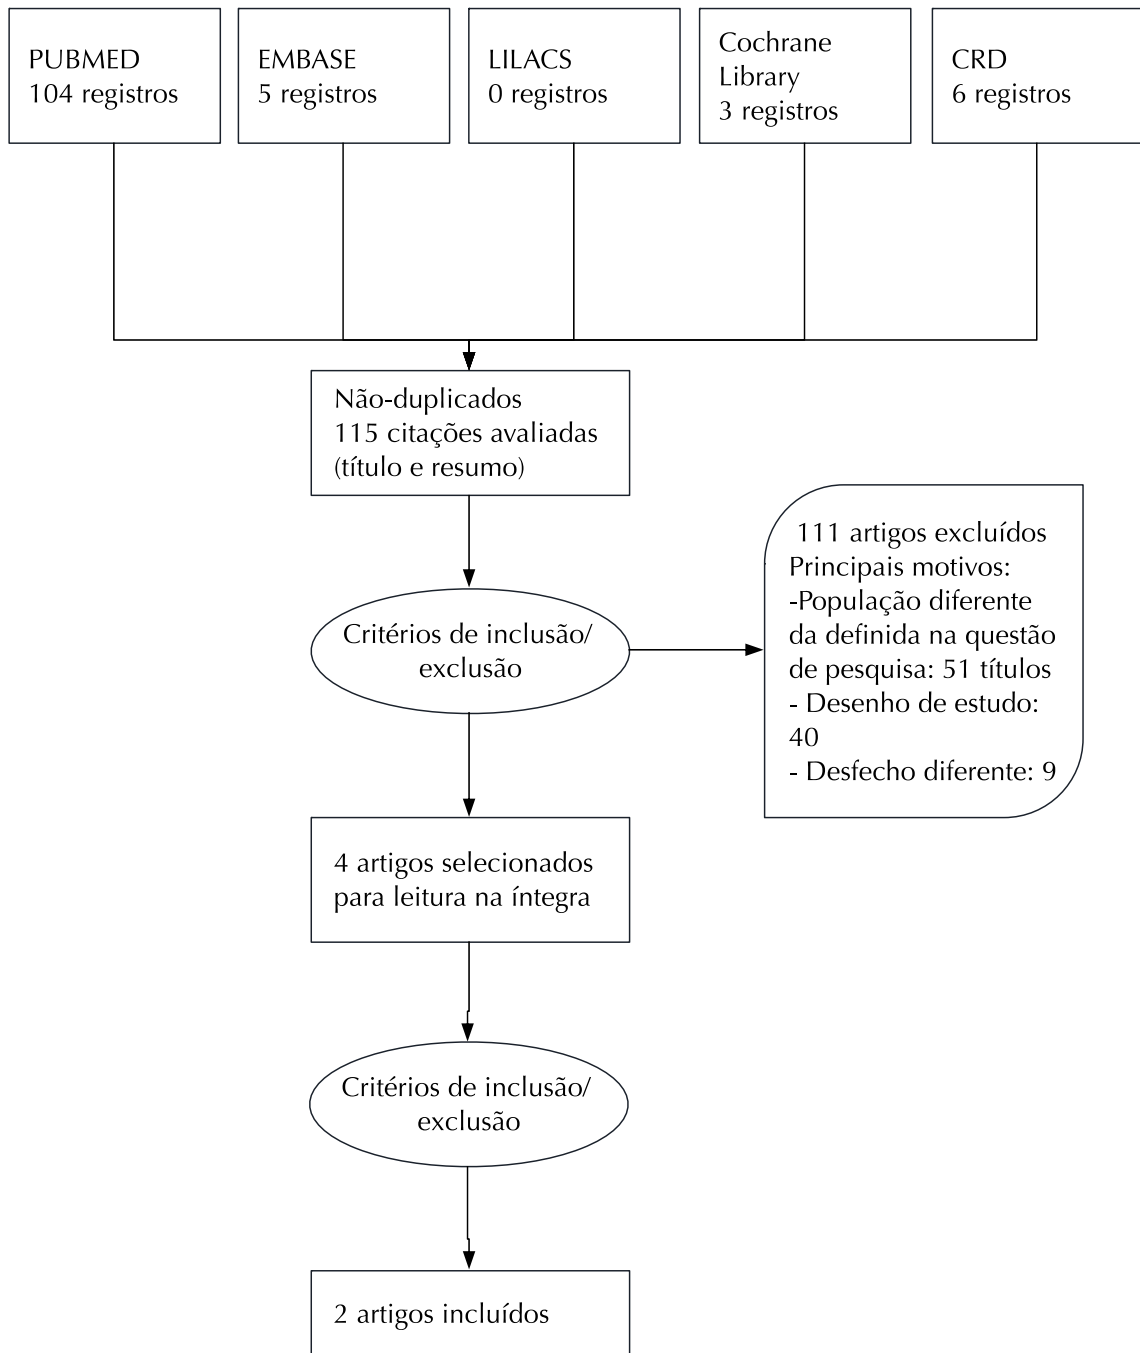 PUBMED
104 registros
EMBASE
5 registros
LILACS
0 registros
Cochrane
Library
3 registros
CRD
6 registros
Não-duplicados
115 citações avaliadas
(título e resumo)
Critérios de inclusão/
exclusão
111 artigos excluídos
Principais motivos:
-População diferente
da definida na questão
de pesquisa: 51 títulos
- Desenho de estudo:
40
- Desfecho diferente: 9
4 artigos selecionados
para leitura na íntegra
Critérios de inclusão/
exclusão
2 artigos incluídos